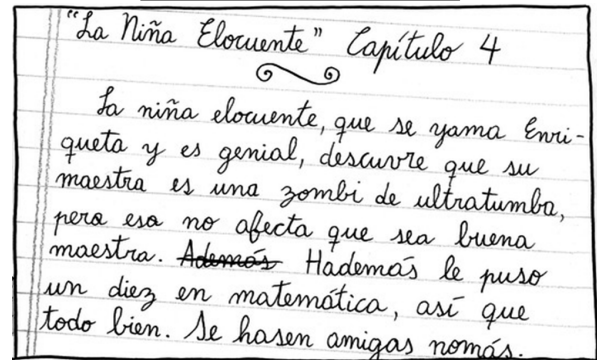 "La Niña Elocuente" Capítulo 4
La niña elocuente, que se yama Enri-
queta y es genial, descuvre que su
maestra es una zombi de ultratumba,
pero eso no afecta que sea buena
maestra. Además Hademás le puso
un diez en matemática, así que
todo bien. Se hasen amigas nomás.